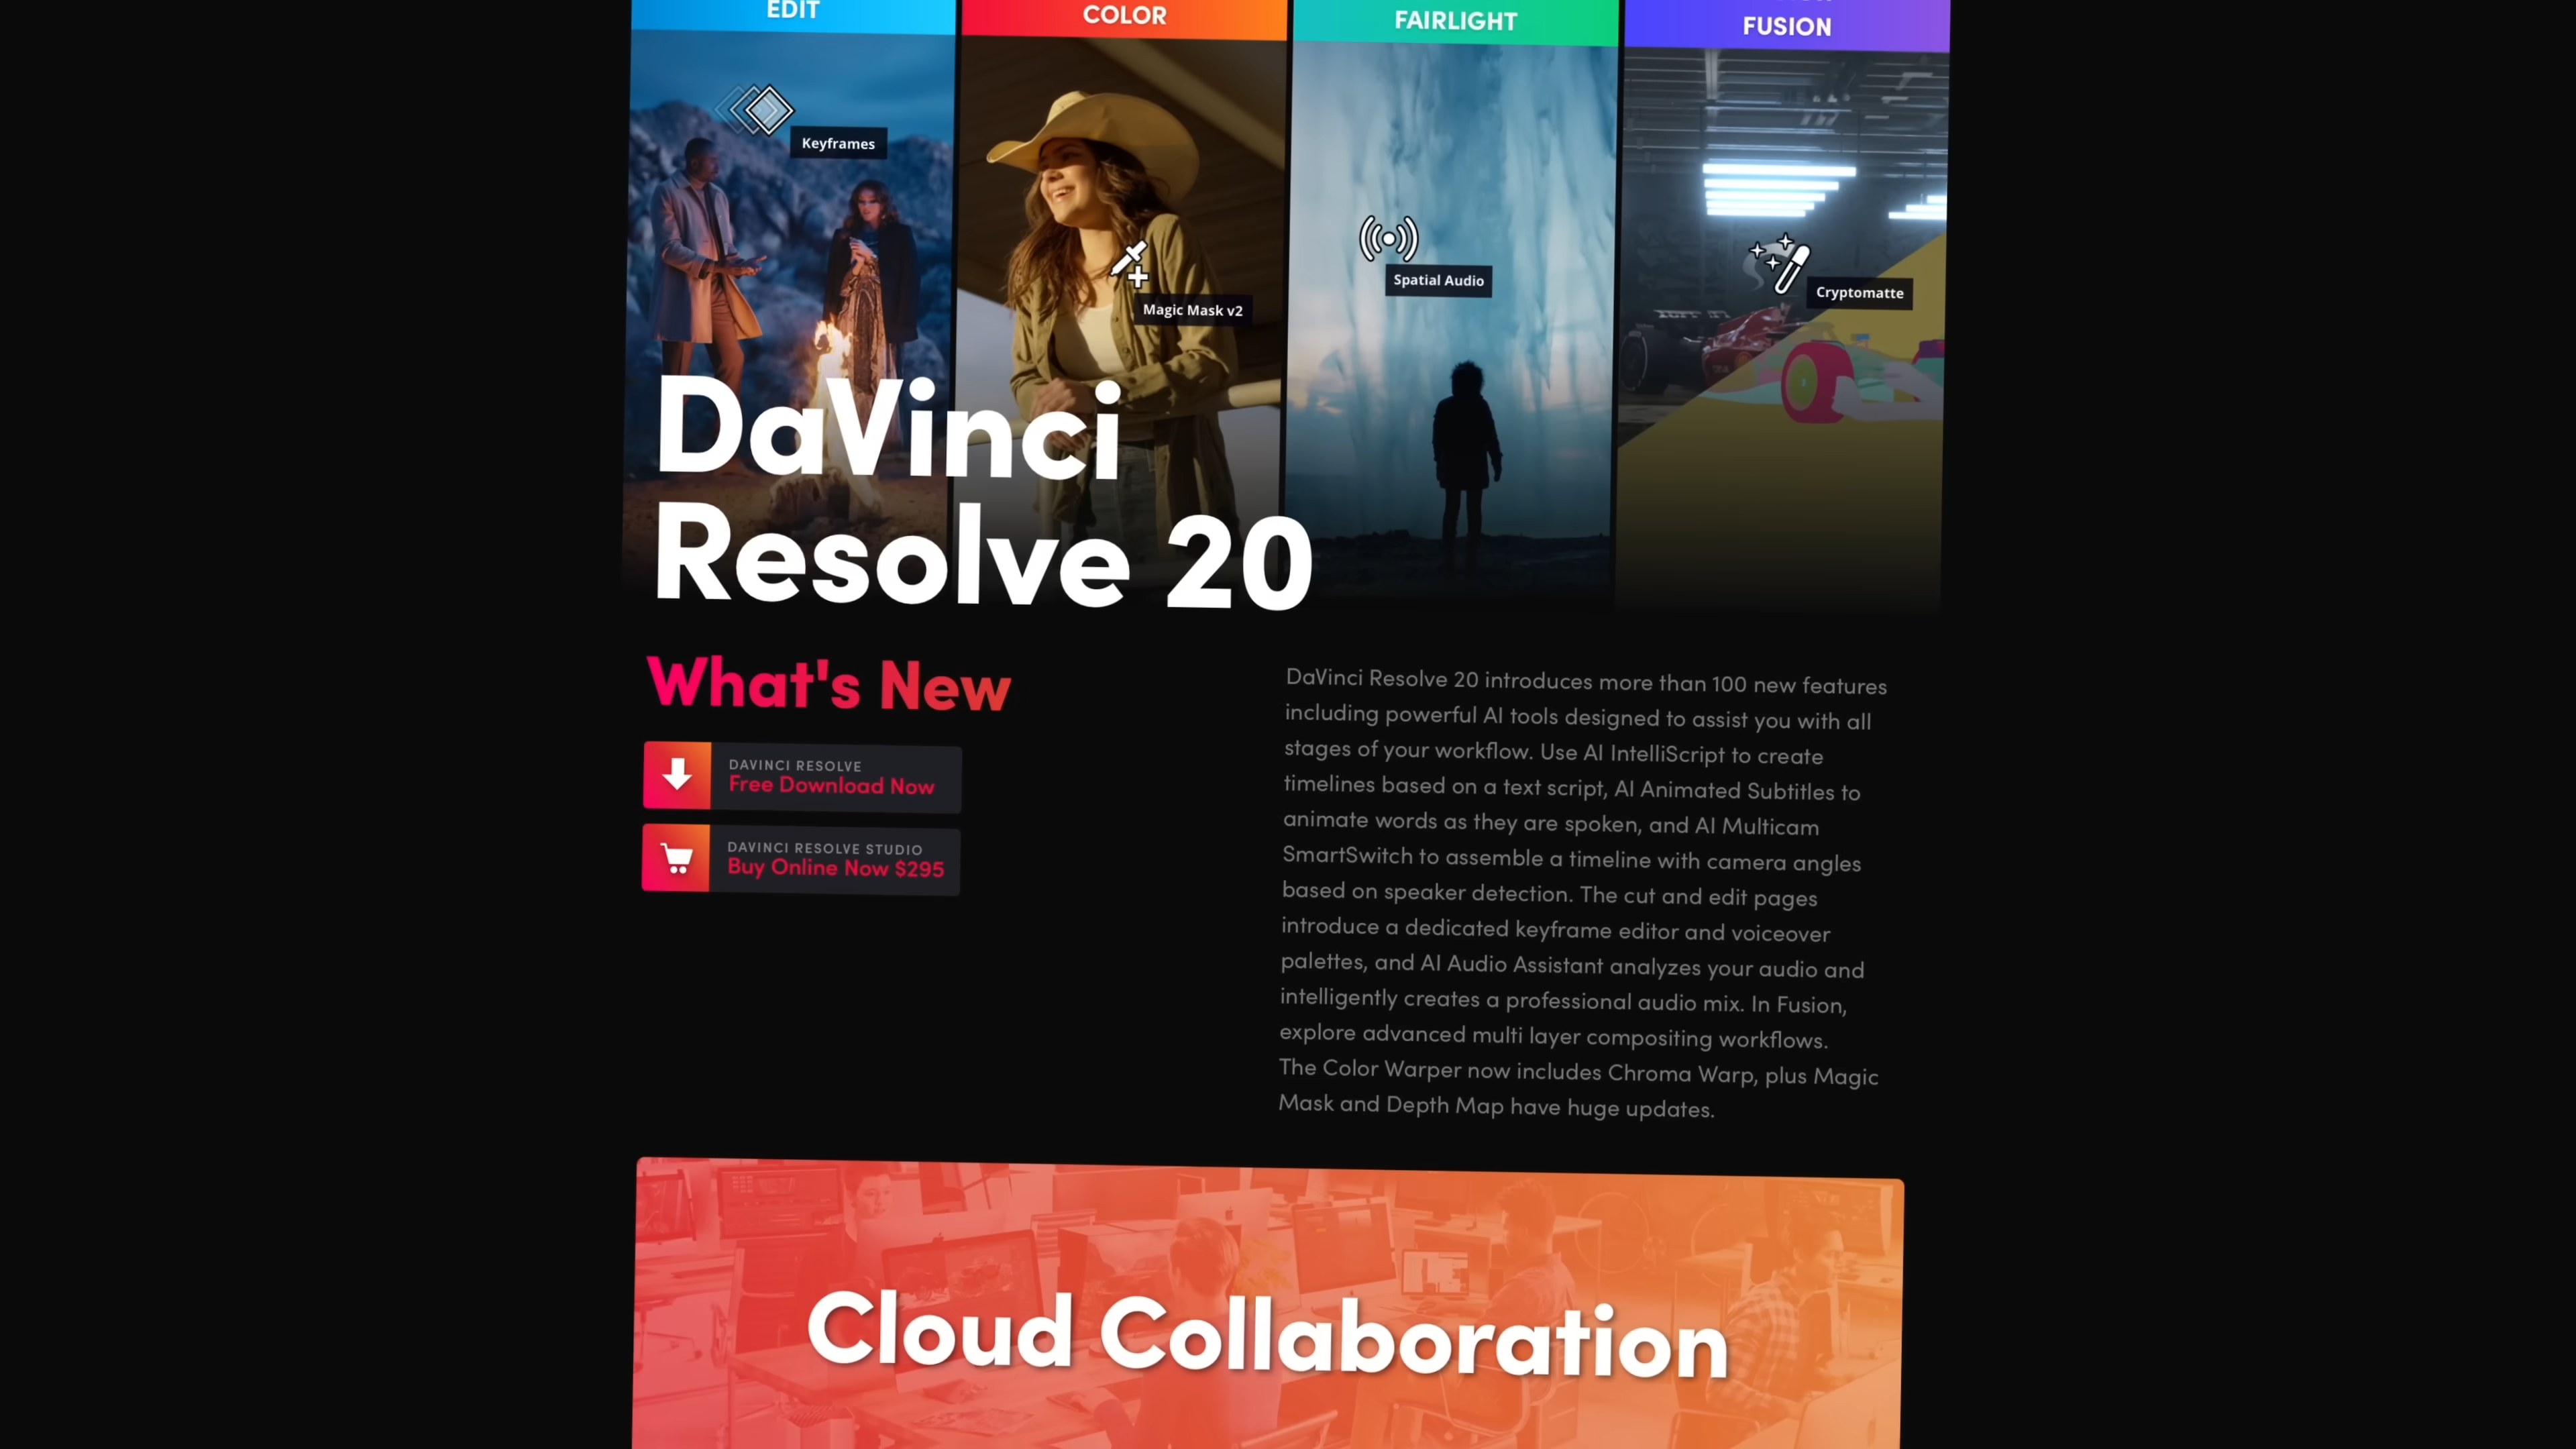 EDIT
COLOR
FAIRLIGHT
FUSION
Keyframes
Magic Mask v2
Spatial Audio
Cryptomatte
DaVinci
Resolve 20
What's New
DAVINCI RESOLVE
Free Download Now
DAVINCI RESOLVE STUDIO
Buy Online Now $295
DaVinci Resolve 20 introduces more than 100 new features
including powerful AI tools designed to assist you with all
stages of your workflow. Use AI IntelliScript to create
timelines based on a text script, AI Animated Subtitles to
animate words as they are spoken, and AI Multicam
SmartSwitch to assemble a timeline with camera angles
based on speaker detection. The cut and edit pages
introduce a dedicated keyframe editor and voiceover
palettes, and AI Audio Assistant analyzes your audio and
intelligently creates a professional audio mix. In Fusion,
explore advanced multi layer compositing workflows.
The Color Warper now includes Chroma Warp, plus Magic
Mask and Depth Map have huge updates.
Cloud Collaboration